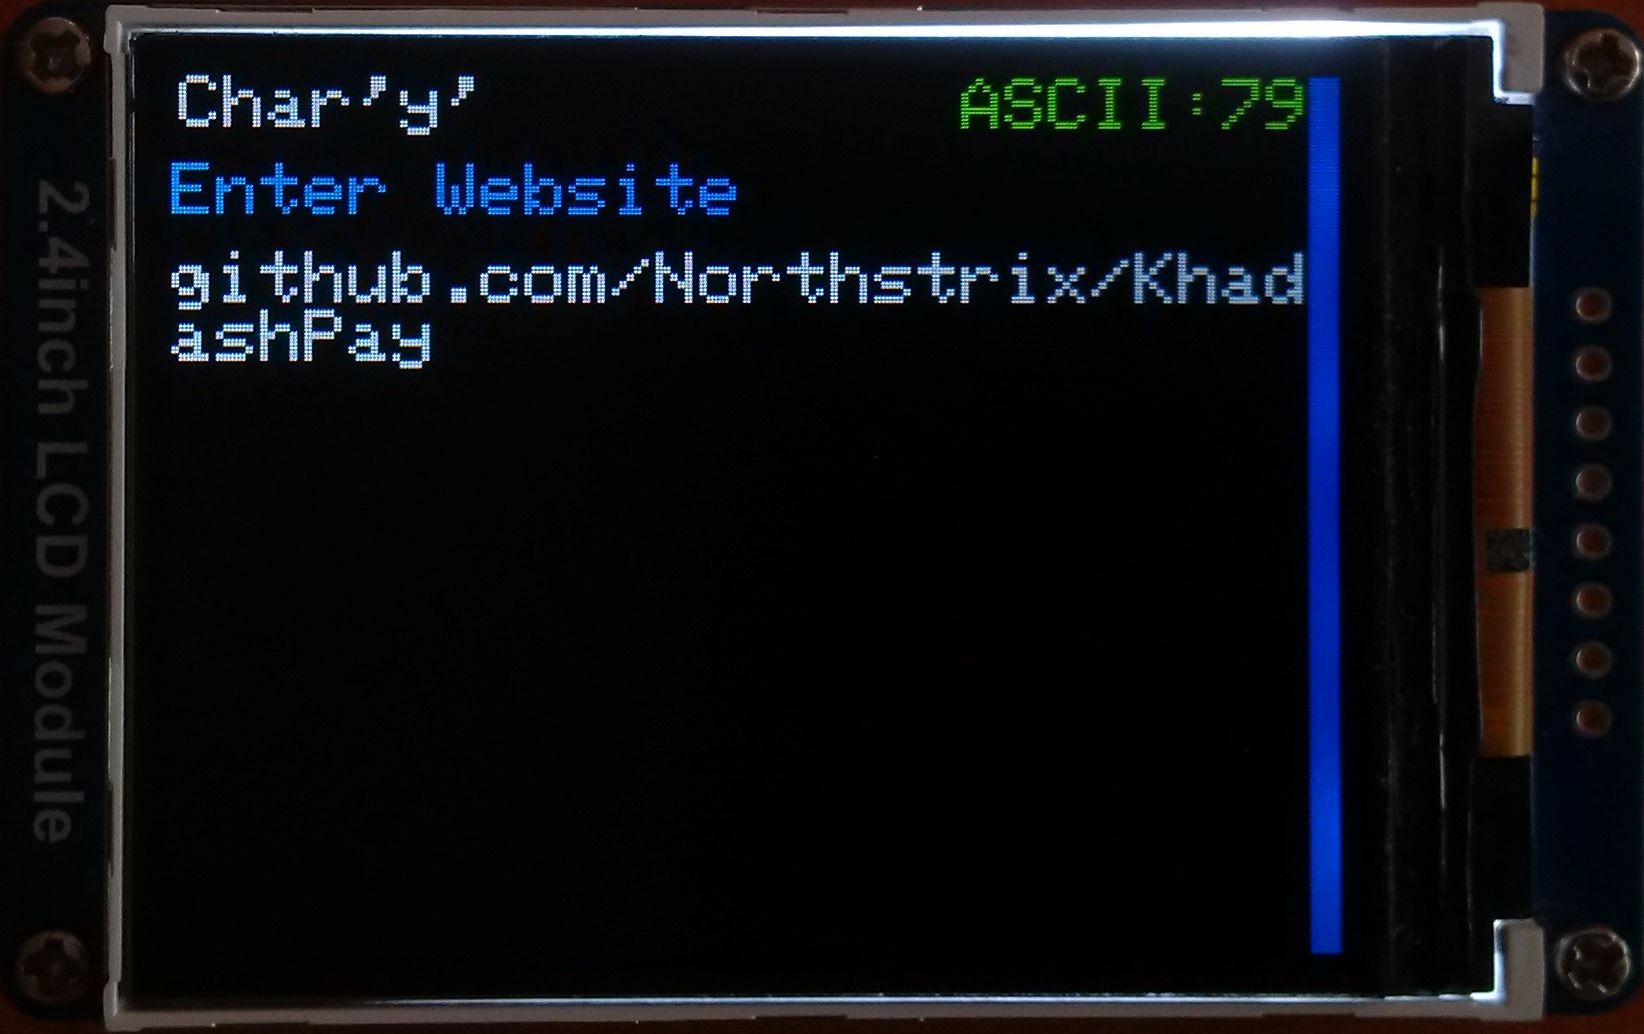 Char'y' ASCII:79
Enter Website
github.com/Northstrix/Khad
ashPay
2.4inch LCD Module